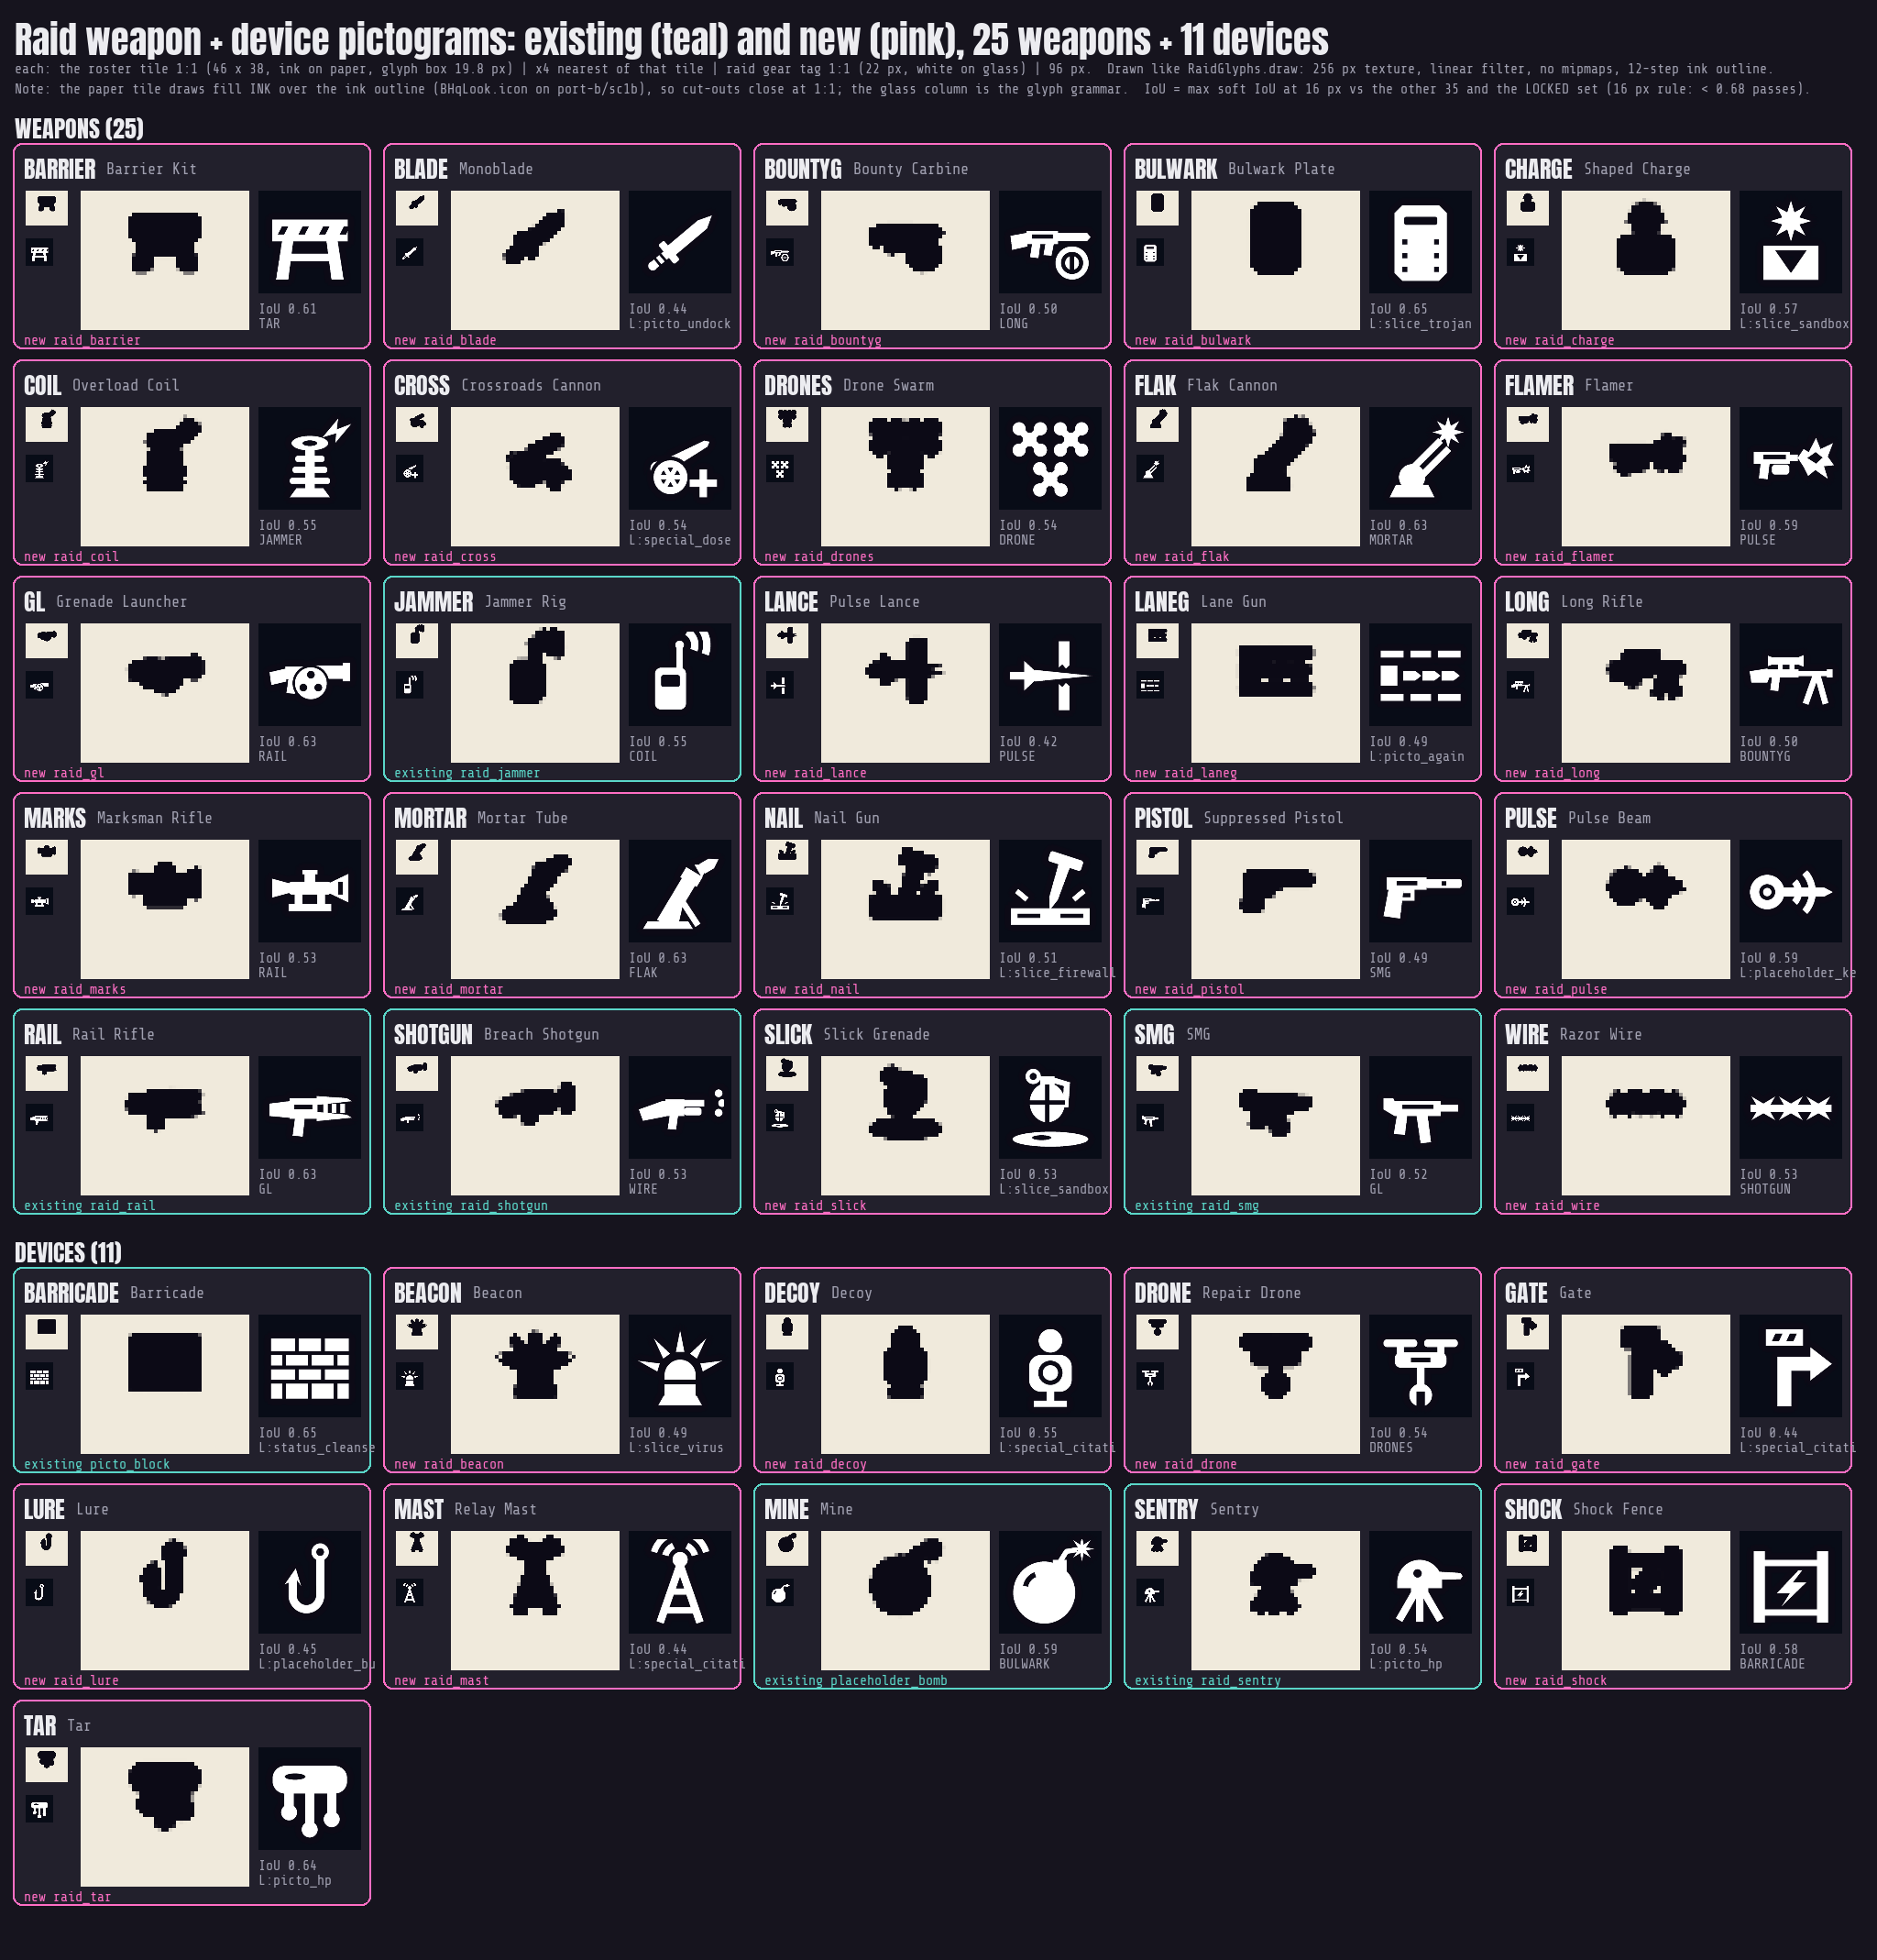 Raid weapon + device pictograms: existing (teal) and new (pink), 25 weapons + 11 devices
each: the roster tile 1:1 (46 x 38, ink on paper, glyph box 19.8 px) | x4 nearest of that tile | raid gear tag 1:1 (22 px, white on glass) | 96 px.  Drawn like RaidGlyphs.draw: 256 px texture, linear filter, no mipmaps, 12-step ink outline.
Note: the paper tile draws fill INK over the ink outline (BHqLook.icon on port-b/sc1b), so cut-outs close at 1:1; the glass column is the glyph grammar.  IoU = max soft IoU at 16 px vs the other 35 and the LOCKED set (16 px rule: < 0.68 passes).
WEAPONS (25)
BARRIER Barrier Kit
IoU 0.61
TAR
new raid_barrier
BLADE Monoblade
IoU 0.44
L:picto_undock
new raid_blade
BOUNTYG Bounty Carbine
IoU 0.50
LONG
new raid_bountyg
BULWARK Bulwark Plate
IoU 0.65
L:slice_trojan
new raid_bulwark
CHARGE Shaped Charge
IoU 0.57
L:slice_sandbox
new raid_charge
COIL Overload Coil
IoU 0.55
JAMMER
new raid_coil
CROSS Crossroads Cannon
IoU 0.54
L:special_dose
new raid_cross
DRONES Drone Swarm
IoU 0.54
DRONE
new raid_drones
FLAK Flak Cannon
IoU 0.63
MORTAR
new raid_flak
FLAMER Flamer
IoU 0.59
PULSE
new raid_flamer
GL Grenade Launcher
IoU 0.63
RAIL
new raid_gl
JAMMER Jammer Rig
IoU 0.55
COIL
existing raid_jammer
LANCE Pulse Lance
IoU 0.42
PULSE
new raid_lance
LANEG Lane Gun
IoU 0.49
L:picto_again
new raid_laneg
LONG Long Rifle
IoU 0.50
BOUNTYG
new raid_long
MARKS Marksman Rifle
IoU 0.53
RAIL
new raid_marks
MORTAR Mortar Tube
IoU 0.63
FLAK
new raid_mortar
NAIL Nail Gun
IoU 0.51
L:slice_firewall
new raid_nail
PISTOL Suppressed Pistol
IoU 0.49
SMG
new raid_pistol
PULSE Pulse Beam
IoU 0.59
L:placeholder_ke
new raid_pulse
RAIL Rail Rifle
IoU 0.63
GL
existing raid_rail
SHOTGUN Breach Shotgun
IoU 0.53
WIRE
existing raid_shotgun
SLICK Slick Grenade
IoU 0.53
L:slice_sandbox
new raid_slick
SMG SMG
IoU 0.52
GL
existing raid_smg
WIRE Razor Wire
IoU 0.53
SHOTGUN
new raid_wire
DEVICES (11)
BARRICADE Barricade
IoU 0.65
L:status_cleanse
existing picto_block
BEACON Beacon
IoU 0.49
L:slice_virus
new raid_beacon
DECOY Decoy
IoU 0.55
L:special_citati
new raid_decoy
DRONE Repair Drone
IoU 0.54
DRONES
new raid_drone
GATE Gate
IoU 0.44
L:special_citati
new raid_gate
LURE Lure
IoU 0.45
L:placeholder_bu
new raid_lure
MAST Relay Mast
IoU 0.44
L:special_citati
new raid_mast
MINE Mine
IoU 0.59
BULWARK
existing placeholder_bomb
SENTRY Sentry
IoU 0.54
L:picto_hp
existing raid_sentry
SHOCK Shock Fence
IoU 0.58
BARRICADE
new raid_shock
TAR Tar
IoU 0.64
L:picto_hp
new raid_tar